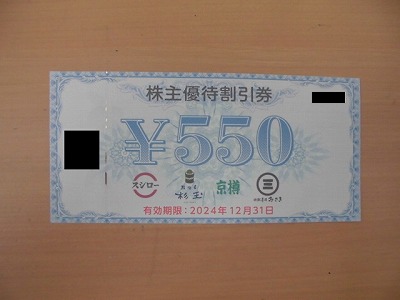 株主優待割引券
¥550
スシロー
杉玉
京樽
三
有効期限：2024年12月31日